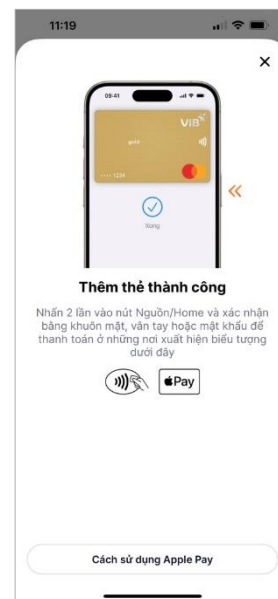 11:19
09:41
VIB
gold
•••• 1234
Xong
Thêm thẻ thành công
Nhấn 2 lần vào nút Nguồn/Home và xác nhận
bằng khuôn mặt, vân tay hoặc mật khẩu để
thanh toán ở những nơi xuất hiện biểu tượng
dưới đây
Pay
Cách sử dụng Apple Pay